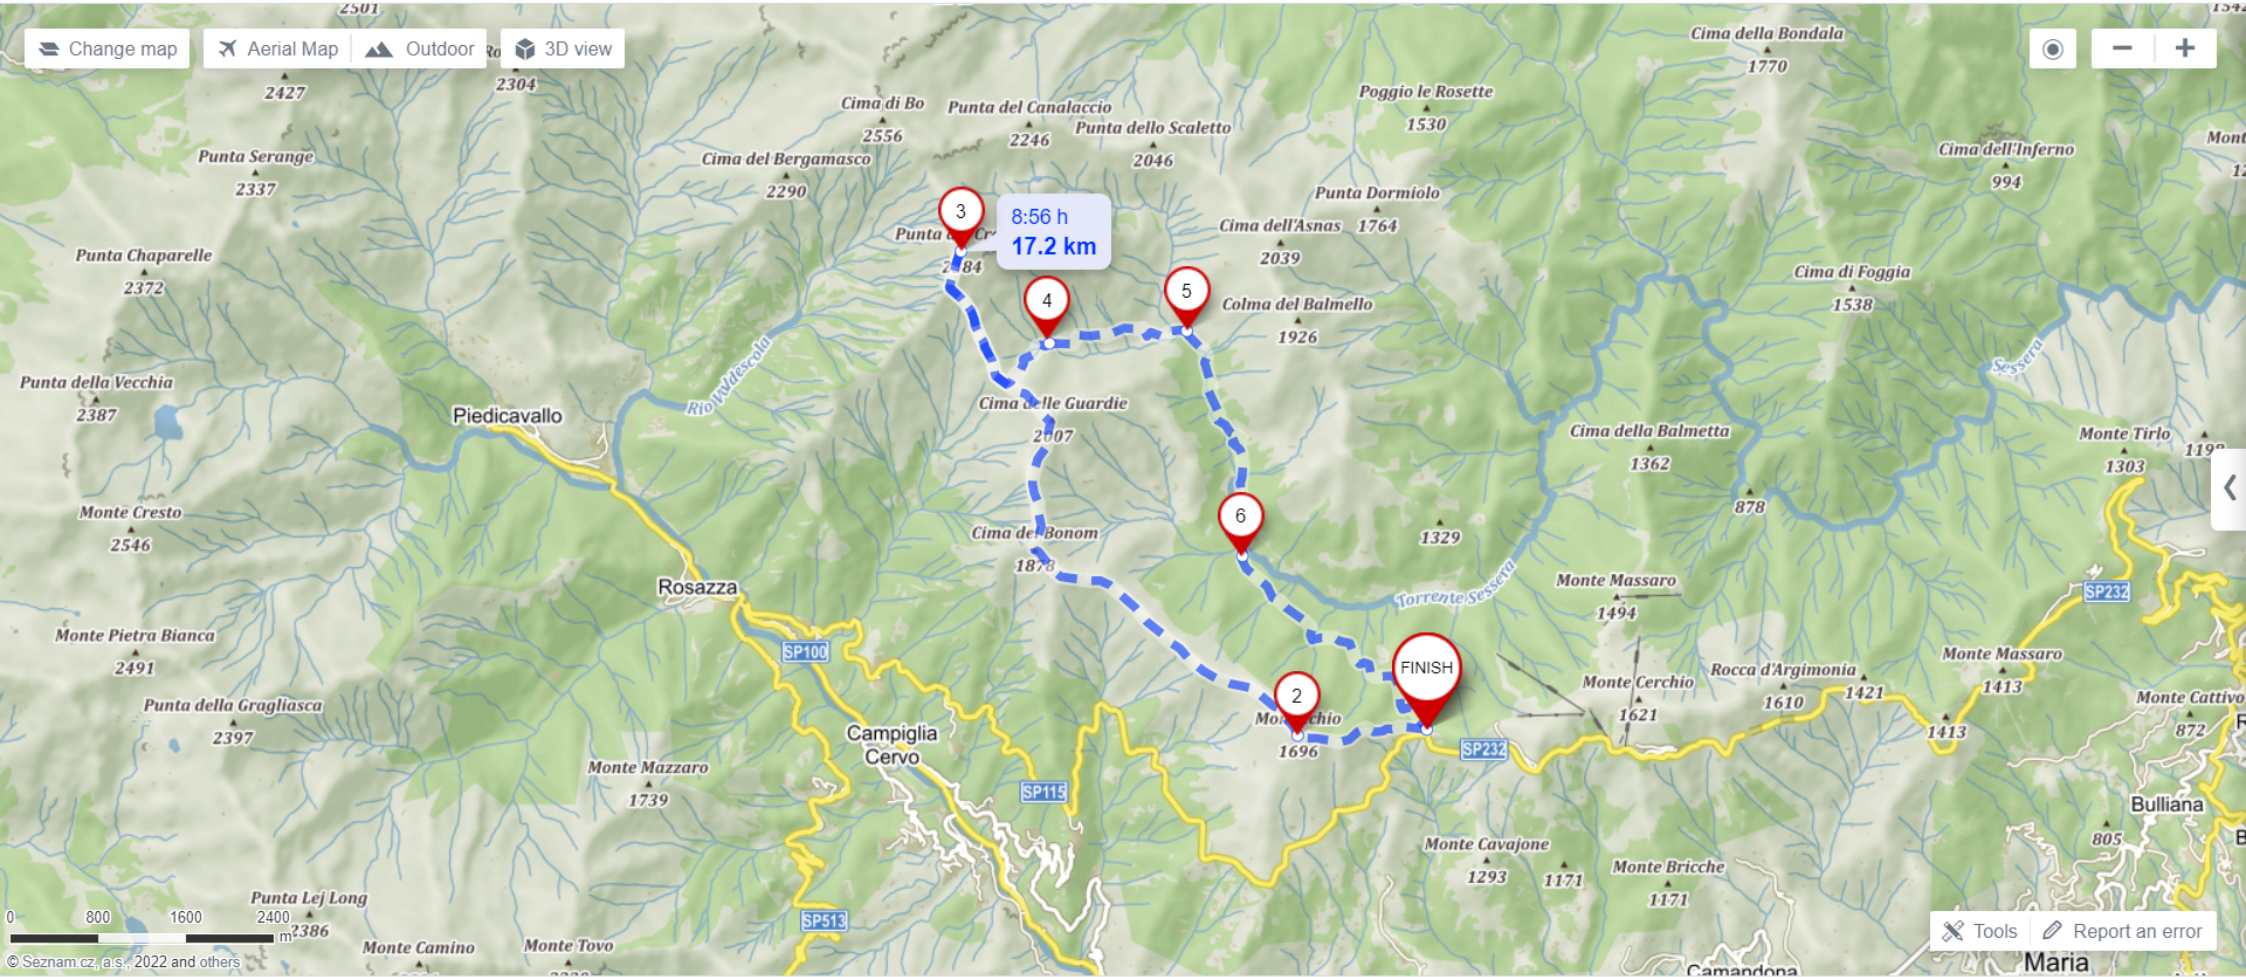 2501
1542
Change map
Aerial Map
Outdoor
3D view
2427
2304
Cima della Bondala
1770
Cima di Bo
2556
Punta del Canalaccio
2246
Punta dello Scaletto
2046
Poggio le Rosette
1530
Punta Serange
2337
Cima del Bergamasco
2290
Cima dell'Inferno
994
Mont
Punta Dormiolo
1764
3
8:56 h
17.2 km
Cima dell'Asnas
2039
Punta Chaparelle
2372
4
5
Colma del Balmello
1926
Cima di Foggia
1538
Rio Valdescola
Sessera
Punta della Vecchia
2387
Piedicavallo
Cima delle Guardie
2007
Cima della Balmetta
1362
Monte Tirlo
1303
1198
878
Monte Cresto
2546
6
Cima del Bonom
1878
1329
Rosazza
Torrente Sessera
Monte Massaro
1494
SP232
Monte Pietra Bianca
2491
SP100
FINISH
Rocca d'Argimonia
1610
1421
Monte Massaro
1413
Monte Cerchio
1621
2
1696
Punta della Gragliasca
2397
Monte Cattivo
872
1413
Campiglia
Cervo
SP232
Monte Mazzaro
1739
SP115
Bulliana
805
Monte Cavajone
1293
1171
Monte Bricche
1171
Punta Lej Long
2386
0 800 1600 2400
m
SP513
Monte Camino
Monte Tovo
Tools
Report an error
© Seznam.cz, a.s., 2022 and others
Camandona
Maria